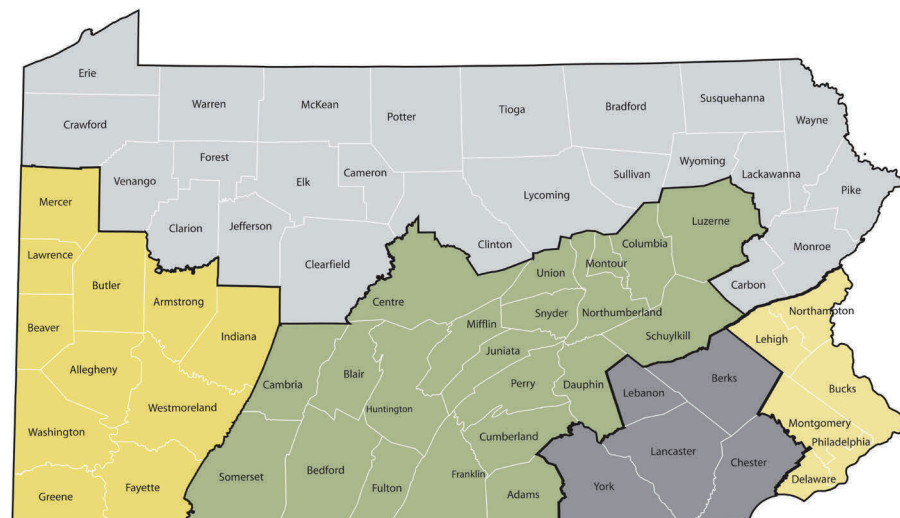 Erie
Warren
McKean
Potter
Tioga
Bradford
Susquehanna
Wayne
Crawford
Forest
Venango
Elk
Cameron
Lycoming
Sullivan
Wyoming
Lackawanna
Pike
Mercer
Clarion
Jefferson
Clearfield
Clinton
Columbia
Luzerne
Monroe
Lawrence
Butler
Armstrong
Centre
Union
Montour
Carbon
Northampton
Beaver
Indiana
Mifflin
Snyder
Northumberland
Schuylkill
Lehigh
Allegheny
Cambria
Blair
Juniata
Perry
Dauphin
Lebanon
Berks
Bucks
Westmoreland
Huntington
Cumberland
Montgomery
Philadelphia
Washington
Somerset
Bedford
Fulton
Franklin
Adams
York
Lancaster
Chester
Delaware
Greene
Fayette